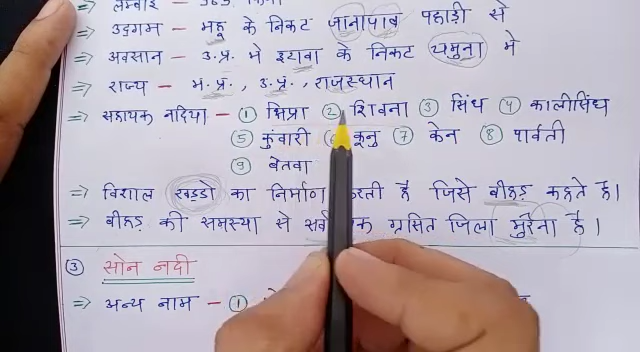 ⇒ लम्बाई –
⇒ उद्गम – महू के निकट जानापाव पहाड़ी से
⇒ अवसान – उ.प्र. में इटावा के निकट यमुना में
⇒ राज्य – म.प्र., उ.प्र., राजस्थान
सहायक नदियां – ① क्षिप्रा ② शिवना ③ सिंध ④ कालीसिंध
⑤ कुंवारी ⑥ कूनु ⑦ केन ⑧ पार्वती
⑨ बेतवा
⇒ विशाल खड्डो का निर्माण करती है जिसे बीहड़ कहते है।
⇒ बीहड़ की समस्या से ग्रसित जिला मुरैना है।
③ सोन नदी
⇒ अन्य नाम – ①